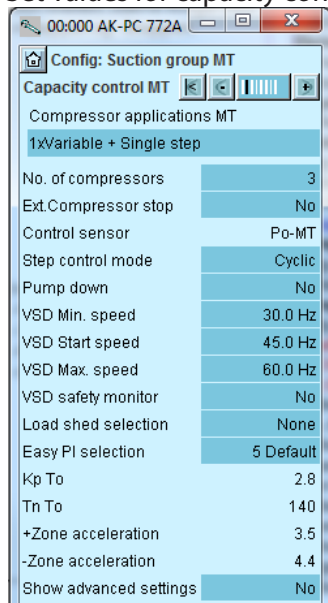 00:000 AK-PC 772A
Config: Suction group MT
Capacity control MT
Compressor applications MT
1xVariable + Single step
No. of compressors 3
Ext.Compressor stop No
Control sensor Po-MT
Step control mode Cyclic
Pump down No
VSD Min. speed 30.0 Hz
VSD Start speed 45.0 Hz
VSD Max. speed 60.0 Hz
VSD safety monitor No
Load shed selection None
Easy PI selection 5 Default
Kp To 2.8
Tn To 140
+Zone acceleration 3.5
-Zone acceleration 4.4
Show advanced settings No